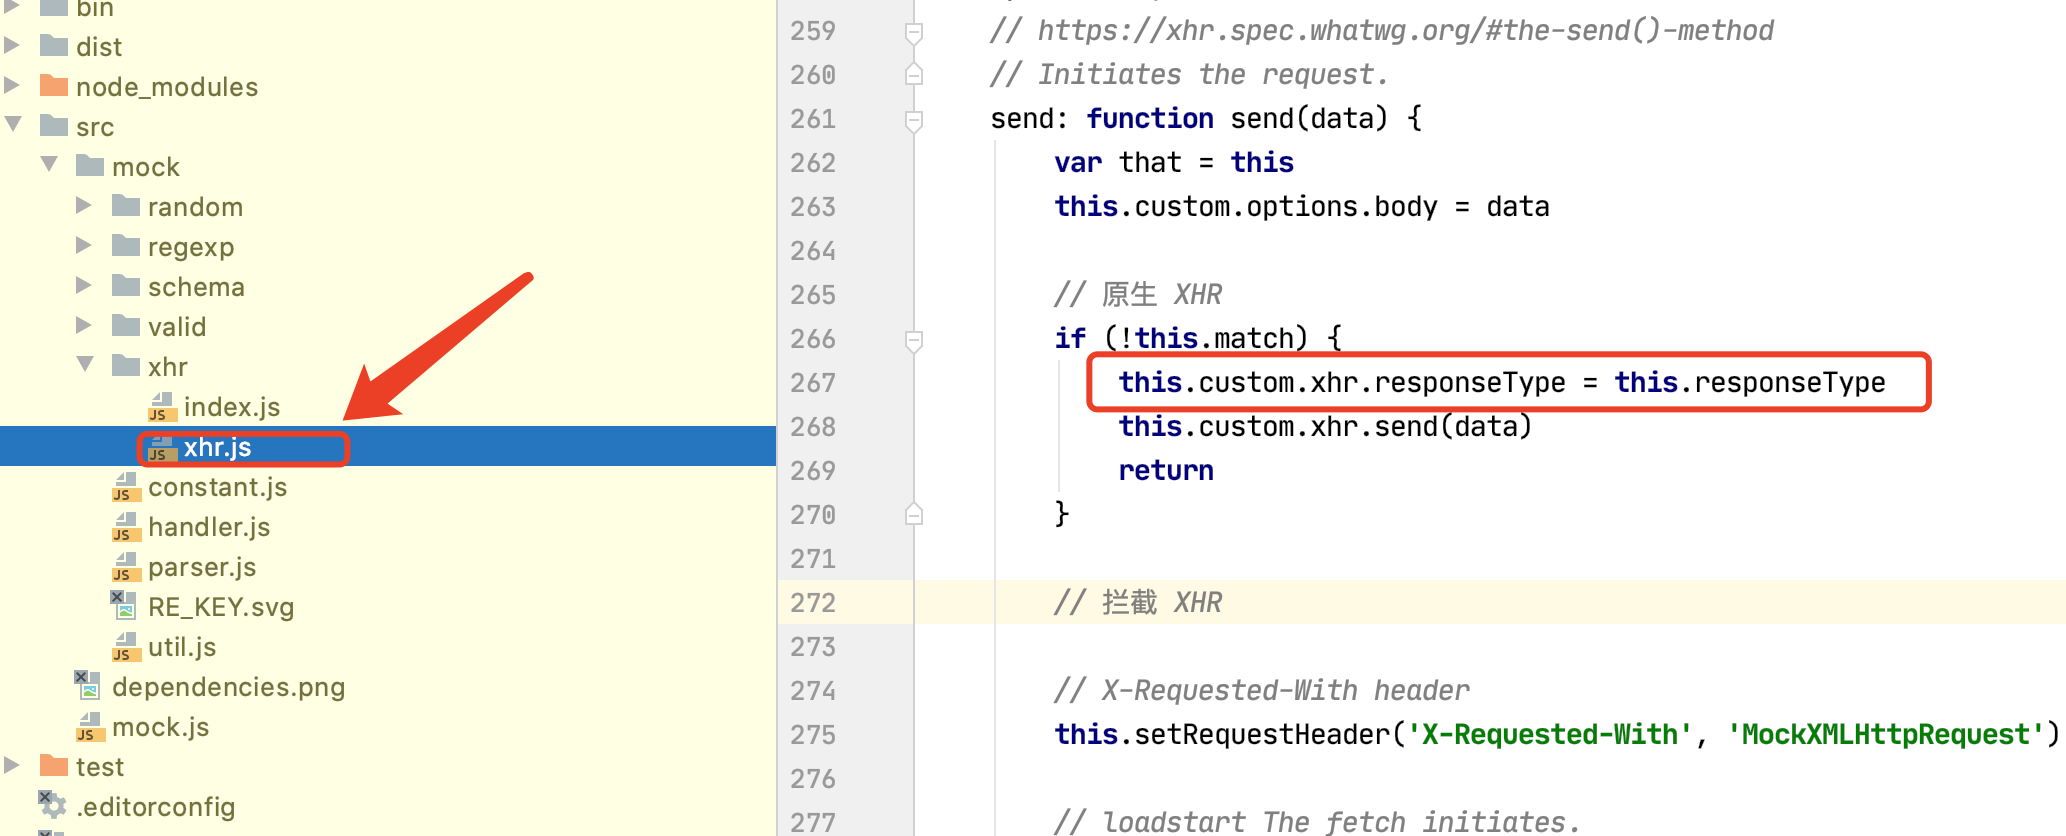 bin
dist
node_modules
src
mock
random
regexp
schema
valid
xhr
index.js
xhr.js
constant.js
handler.js
parser.js
RE_KEY.svg
util.js
dependencies.png
mock.js
test
.editorconfig
259 // https://xhr.spec.whatwg.org/#the-send()-method
260 // Initiates the request.
261 send: function send(data) {
262 var that = this
263 this.custom.options.body = data
264
265 // 原生 XHR
266 if (!this.match) {
267 this.custom.xhr.responseType = this.responseType
268 this.custom.xhr.send(data)
269 return
270 }
271
272 // 拦截 XHR
273
274 // X-Requested-With header
275 this.setRequestHeader('X-Requested-With', 'MockXMLHttpRequest')
276
277 // loadstart The fetch initiates.